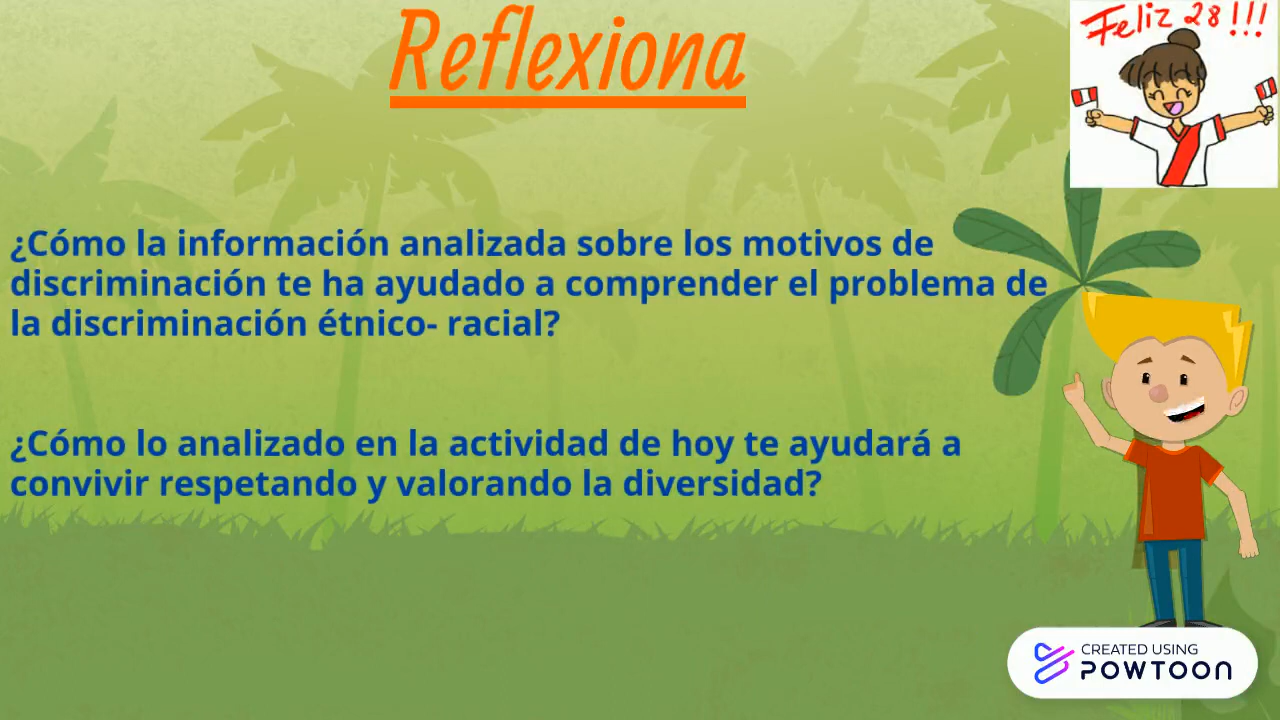 Reflexiona
Feliz 28!!!
¿Cómo la información analizada sobre los motivos de
discriminación te ha ayudado a comprender el problema de
la discriminación étnico- racial?
¿Cómo lo analizado en la actividad de hoy te ayudará a
convivir respetando y valorando la diversidad?
CREATED USING
POWTOON